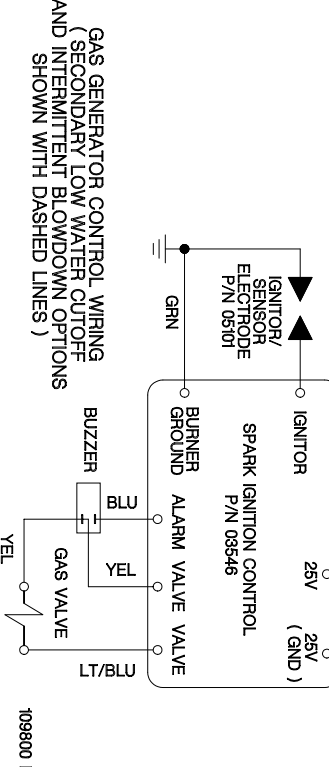 GAS GENERATOR CONTROL WIRING
( SECONDARY LOW WATER CUTOFF
AND INTERMITTENT BLOWDOWN OPTIONS
SHOWN WITH DASHED LINES )
IGNITOR/
SENSOR
ELECTRODE
P/N 05101
GRN
IGNITOR
BURNER
GROUND
SPARK IGNITION CONTROL
P/N 03546
25V
25V
( GND )
ALARM
VALVE
VALVE
BUZZER
BLU
YEL
LT/BLU
GAS VALVE
YEL
109800